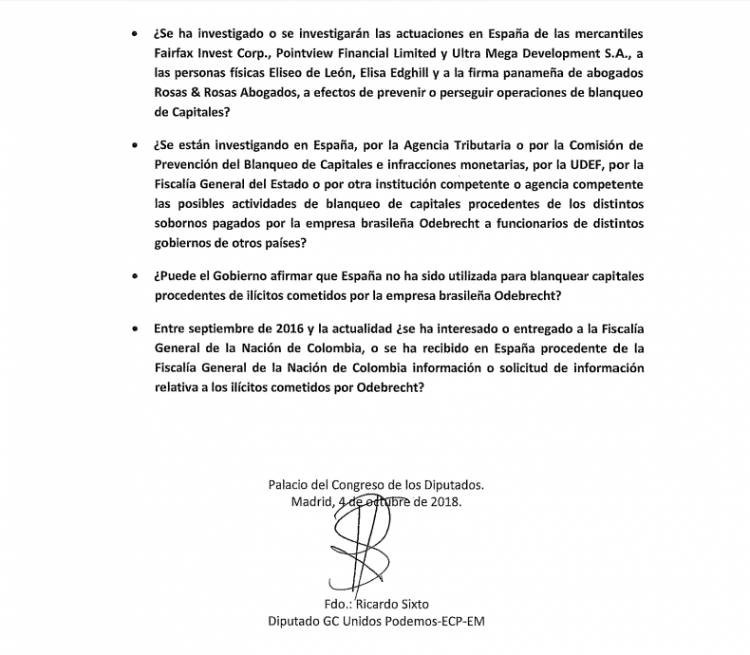 • ¿Se ha investigado o se investigarán las actuaciones en España de las mercantiles
Fairfax Invest Corp., Pointview Financial Limited y Ultra Mega Development S.A., a
las personas físicas Eliseo de León, Elisa Edghill y a la firma panameña de abogados
Rosas & Rosas Abogados, a efectos de prevenir o perseguir operaciones de blanqueo
de Capitales?
• ¿Se están investigando en España, por la Agencia Tributaria o por la Comisión de
Prevención del Blanqueo de Capitales e infracciones monetarias, por la UDEF, por la
Fiscalía General del Estado o por otra institución competente o agencia competente
las posibles actividades de blanqueo de capitales procedentes de los distintos
sobornos pagados por la empresa brasileña Odebrecht a funcionarios de distintos
gobiernos de otros países?
• ¿Puede el Gobierno afirmar que España no ha sido utilizada para blanquear capitales
procedentes de ilícitos cometidos por la empresa brasileña Odebrecht?
• Entre septiembre de 2016 y la actualidad ¿se ha interesado o entregado a la Fiscalía
General de la Nación de Colombia, o se ha recibido en España procedente de la
Fiscalía General de la Nación de Colombia información o solicitud de información
relativa a los ilícitos cometidos por Odebrecht?
Palacio del Congreso de los Diputados.
Madrid, 4 de octubre de 2018.
Fdo.: Ricardo Sixto
Diputado GC Unidos Podemos-ECP-EM